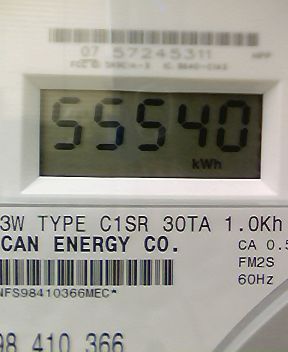 07 57245311
55540
kWh
3W TYPE C1SR 30TA 1.0Kh
CAN ENERGY CO.
CA 0.5
FM2S
60Hz
NFS98410366MEC*
98 410 366